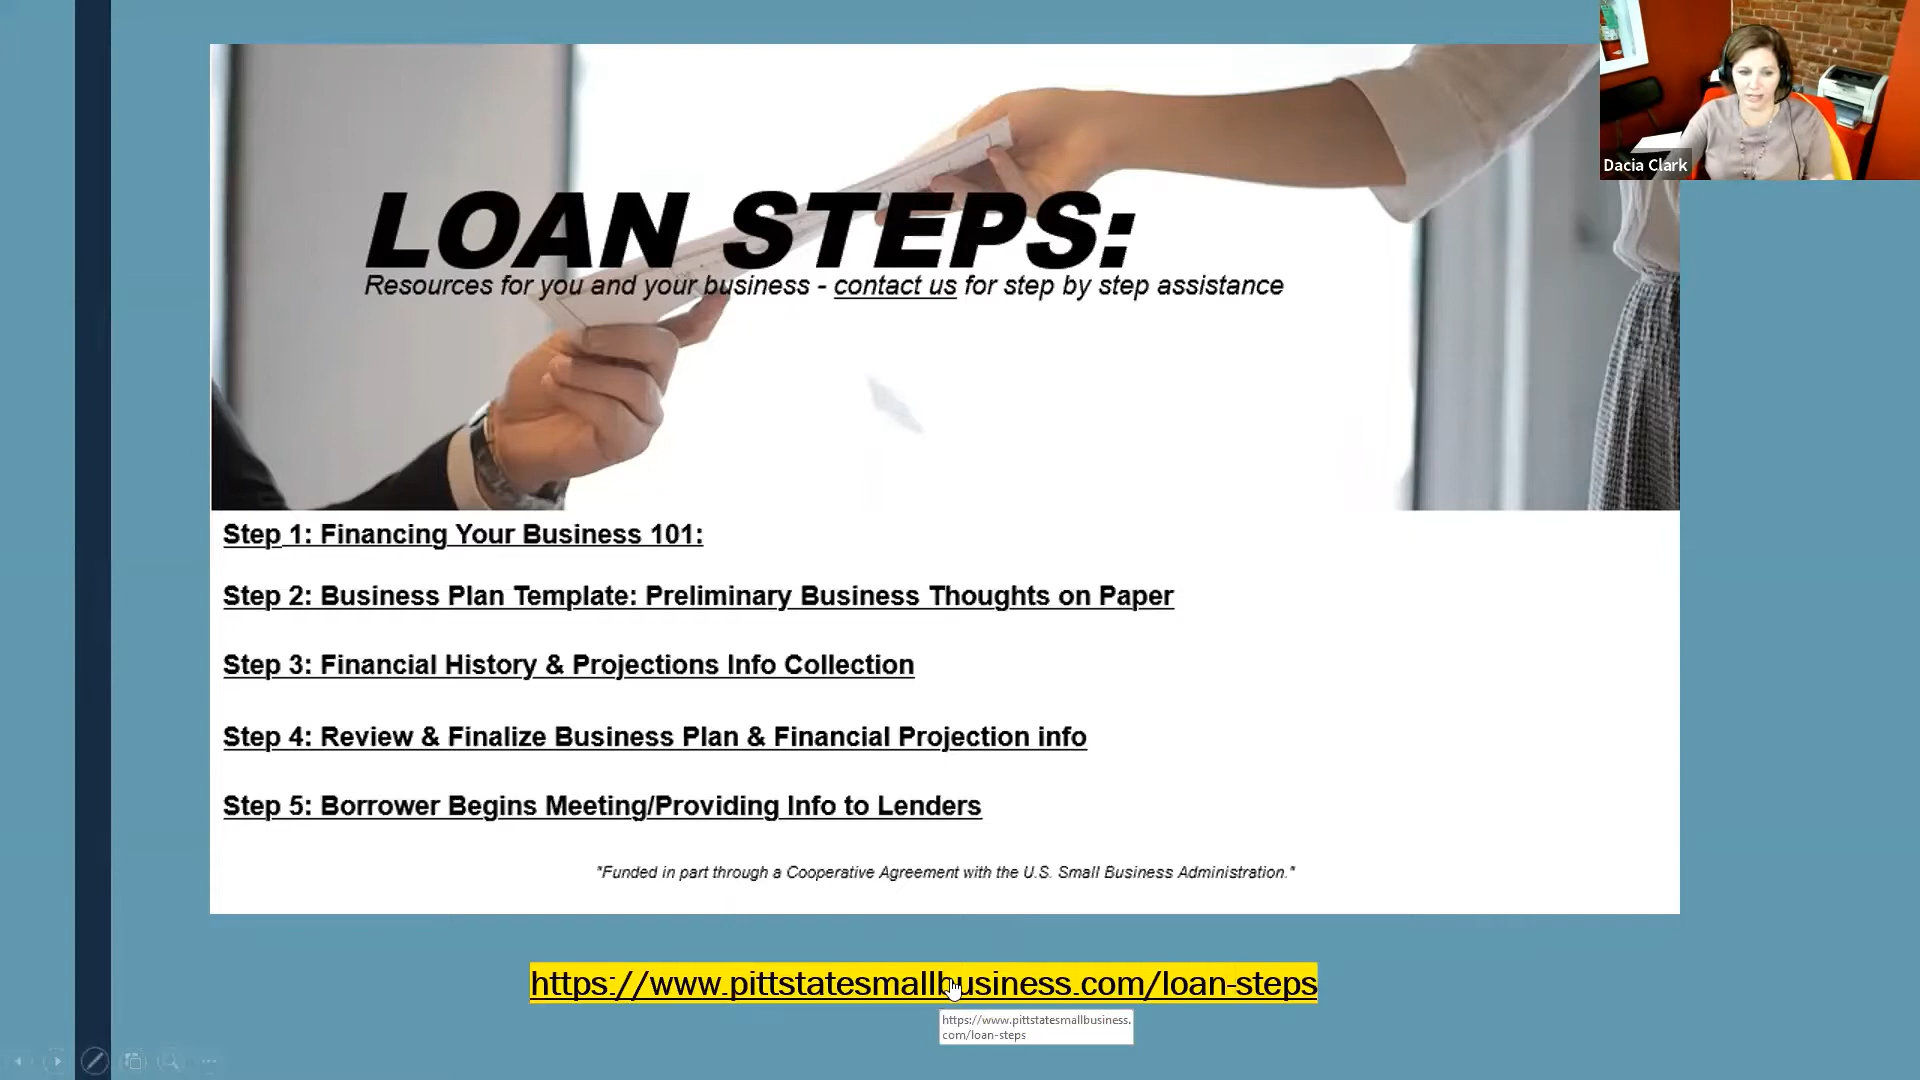 Dacia Clark
LOAN STEPS:
Resources for you and your business - contact us for step by step assistance
Step 1: Financing Your Business 101:
Step 2: Business Plan Template: Preliminary Business Thoughts on Paper
Step 3: Financial History & Projections Info Collection
Step 4: Review & Finalize Business Plan & Financial Projection info
Step 5: Borrower Begins Meeting/Providing Info to Lenders
"Funded in part through a Cooperative Agreement with the U.S. Small Business Administration."
https://www.pittstatesmallbusiness.com/loan-steps
https://www.pittstatesmallbusiness.
com/loan-steps